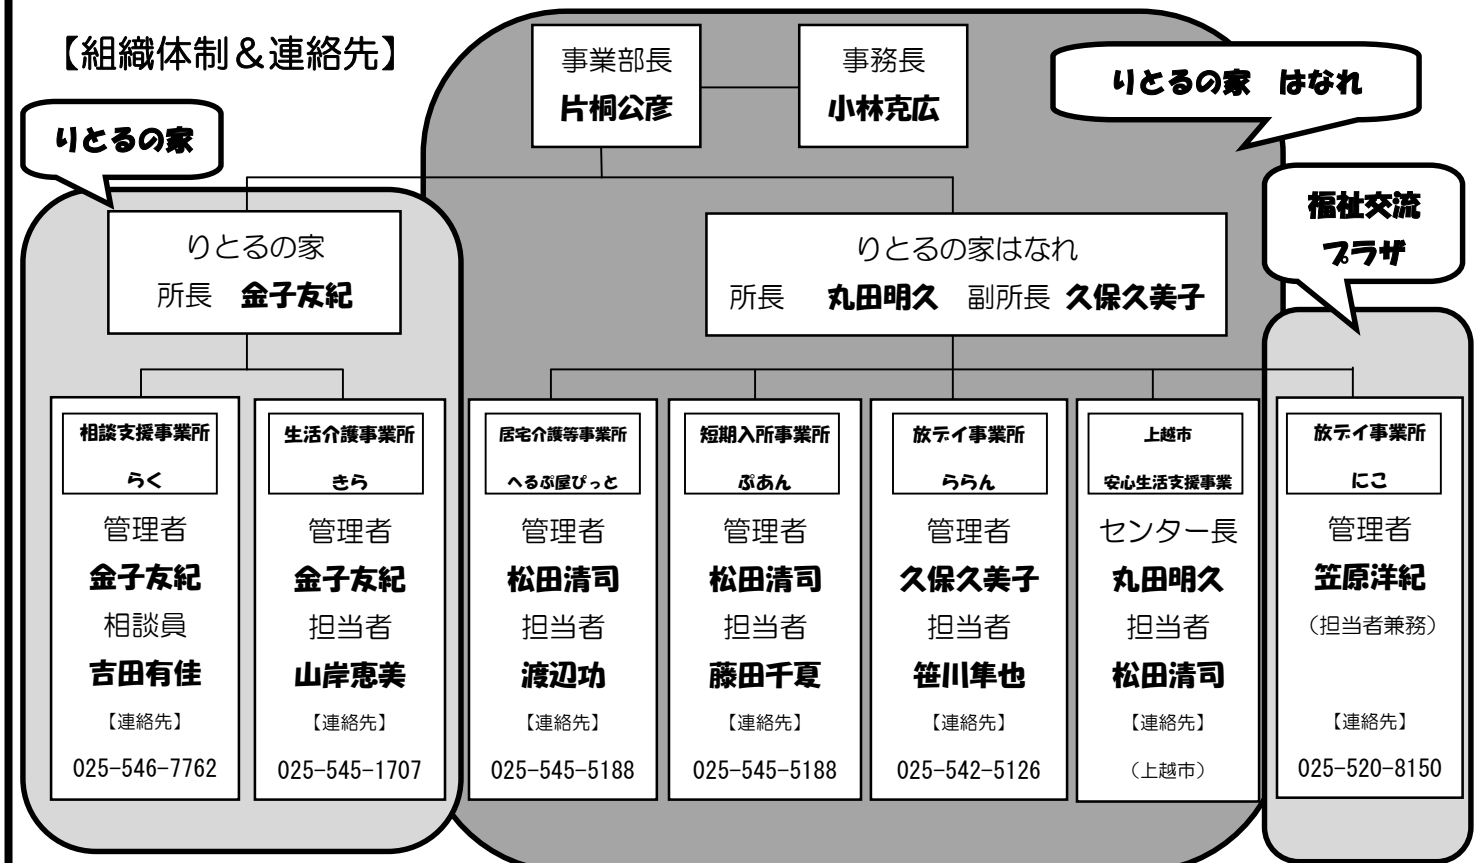 【組織体制＆連絡先】
事業部長
片桐公彦
事務長
小林克広
りとるの家　はなれ
りとるの家
福祉交流
プラザ
りとるの家
所長　金子友紀
りとるの家はなれ
所長　丸田明久　副所長　久保久美子
相談支援事業所
らく
管理者
金子友紀
相談員
吉田有佳
【連絡先】
025-546-7762
生活介護事業所
きら
管理者
金子友紀
担当者
山岸恵美
【連絡先】
025-545-1707
居宅介護等事業所
へるぷ屋ぴっと
管理者
松田清司
担当者
渡辺功
【連絡先】
025-545-5188
短期入所事業所
ぷあん
管理者
松田清司
担当者
藤田千夏
【連絡先】
025-545-5188
放デイ事業所
ららん
管理者
久保久美子
担当者
笹川隼也
【連絡先】
025-542-5126
上越市
安心生活支援事業
センター長
丸田明久
担当者
松田清司
【連絡先】
（上越市）
放デイ事業所
にこ
管理者
笠原洋紀
（担当者兼務）
【連絡先】
025-520-8150